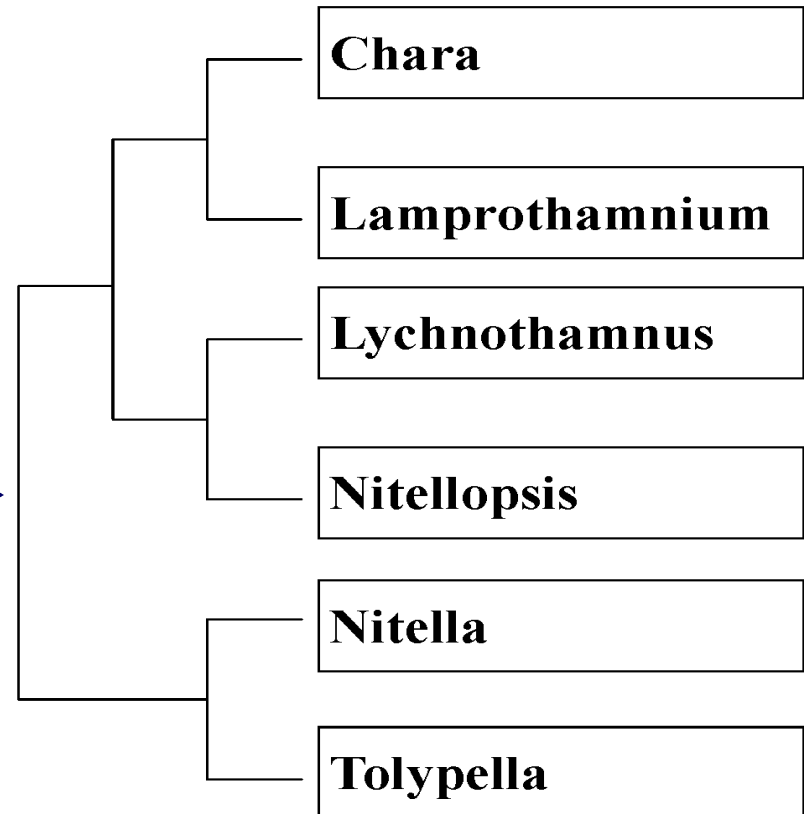 Chara
Lamprothamnium
Lychnothamnus
Nitellopsis
Nitella
Tolypella